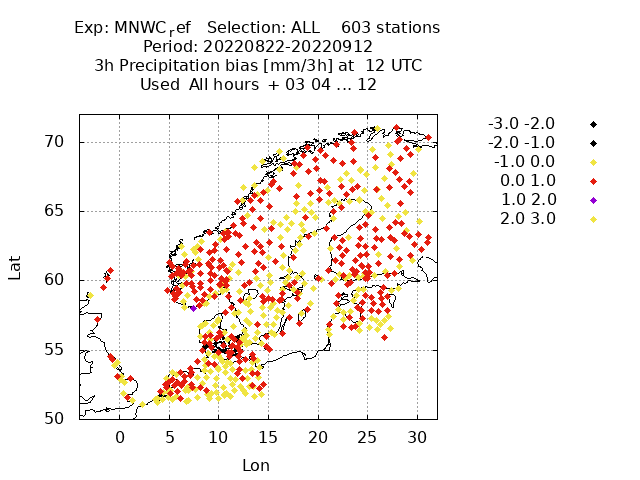 Exp: MNWC_ref   Selection: ALL    603 stations
Period: 20220822-20220912
3h Precipitation bias [mm/3h] at  12 UTC
Used  All hours  + 03 04 ... 12
-3.0 -2.0
-2.0 -1.0
-1.0 0.0
0.0 1.0
1.0 2.0
2.0 3.0
70
65
60
55
50
Lat
0 5 10 15 20 25 30
Lon